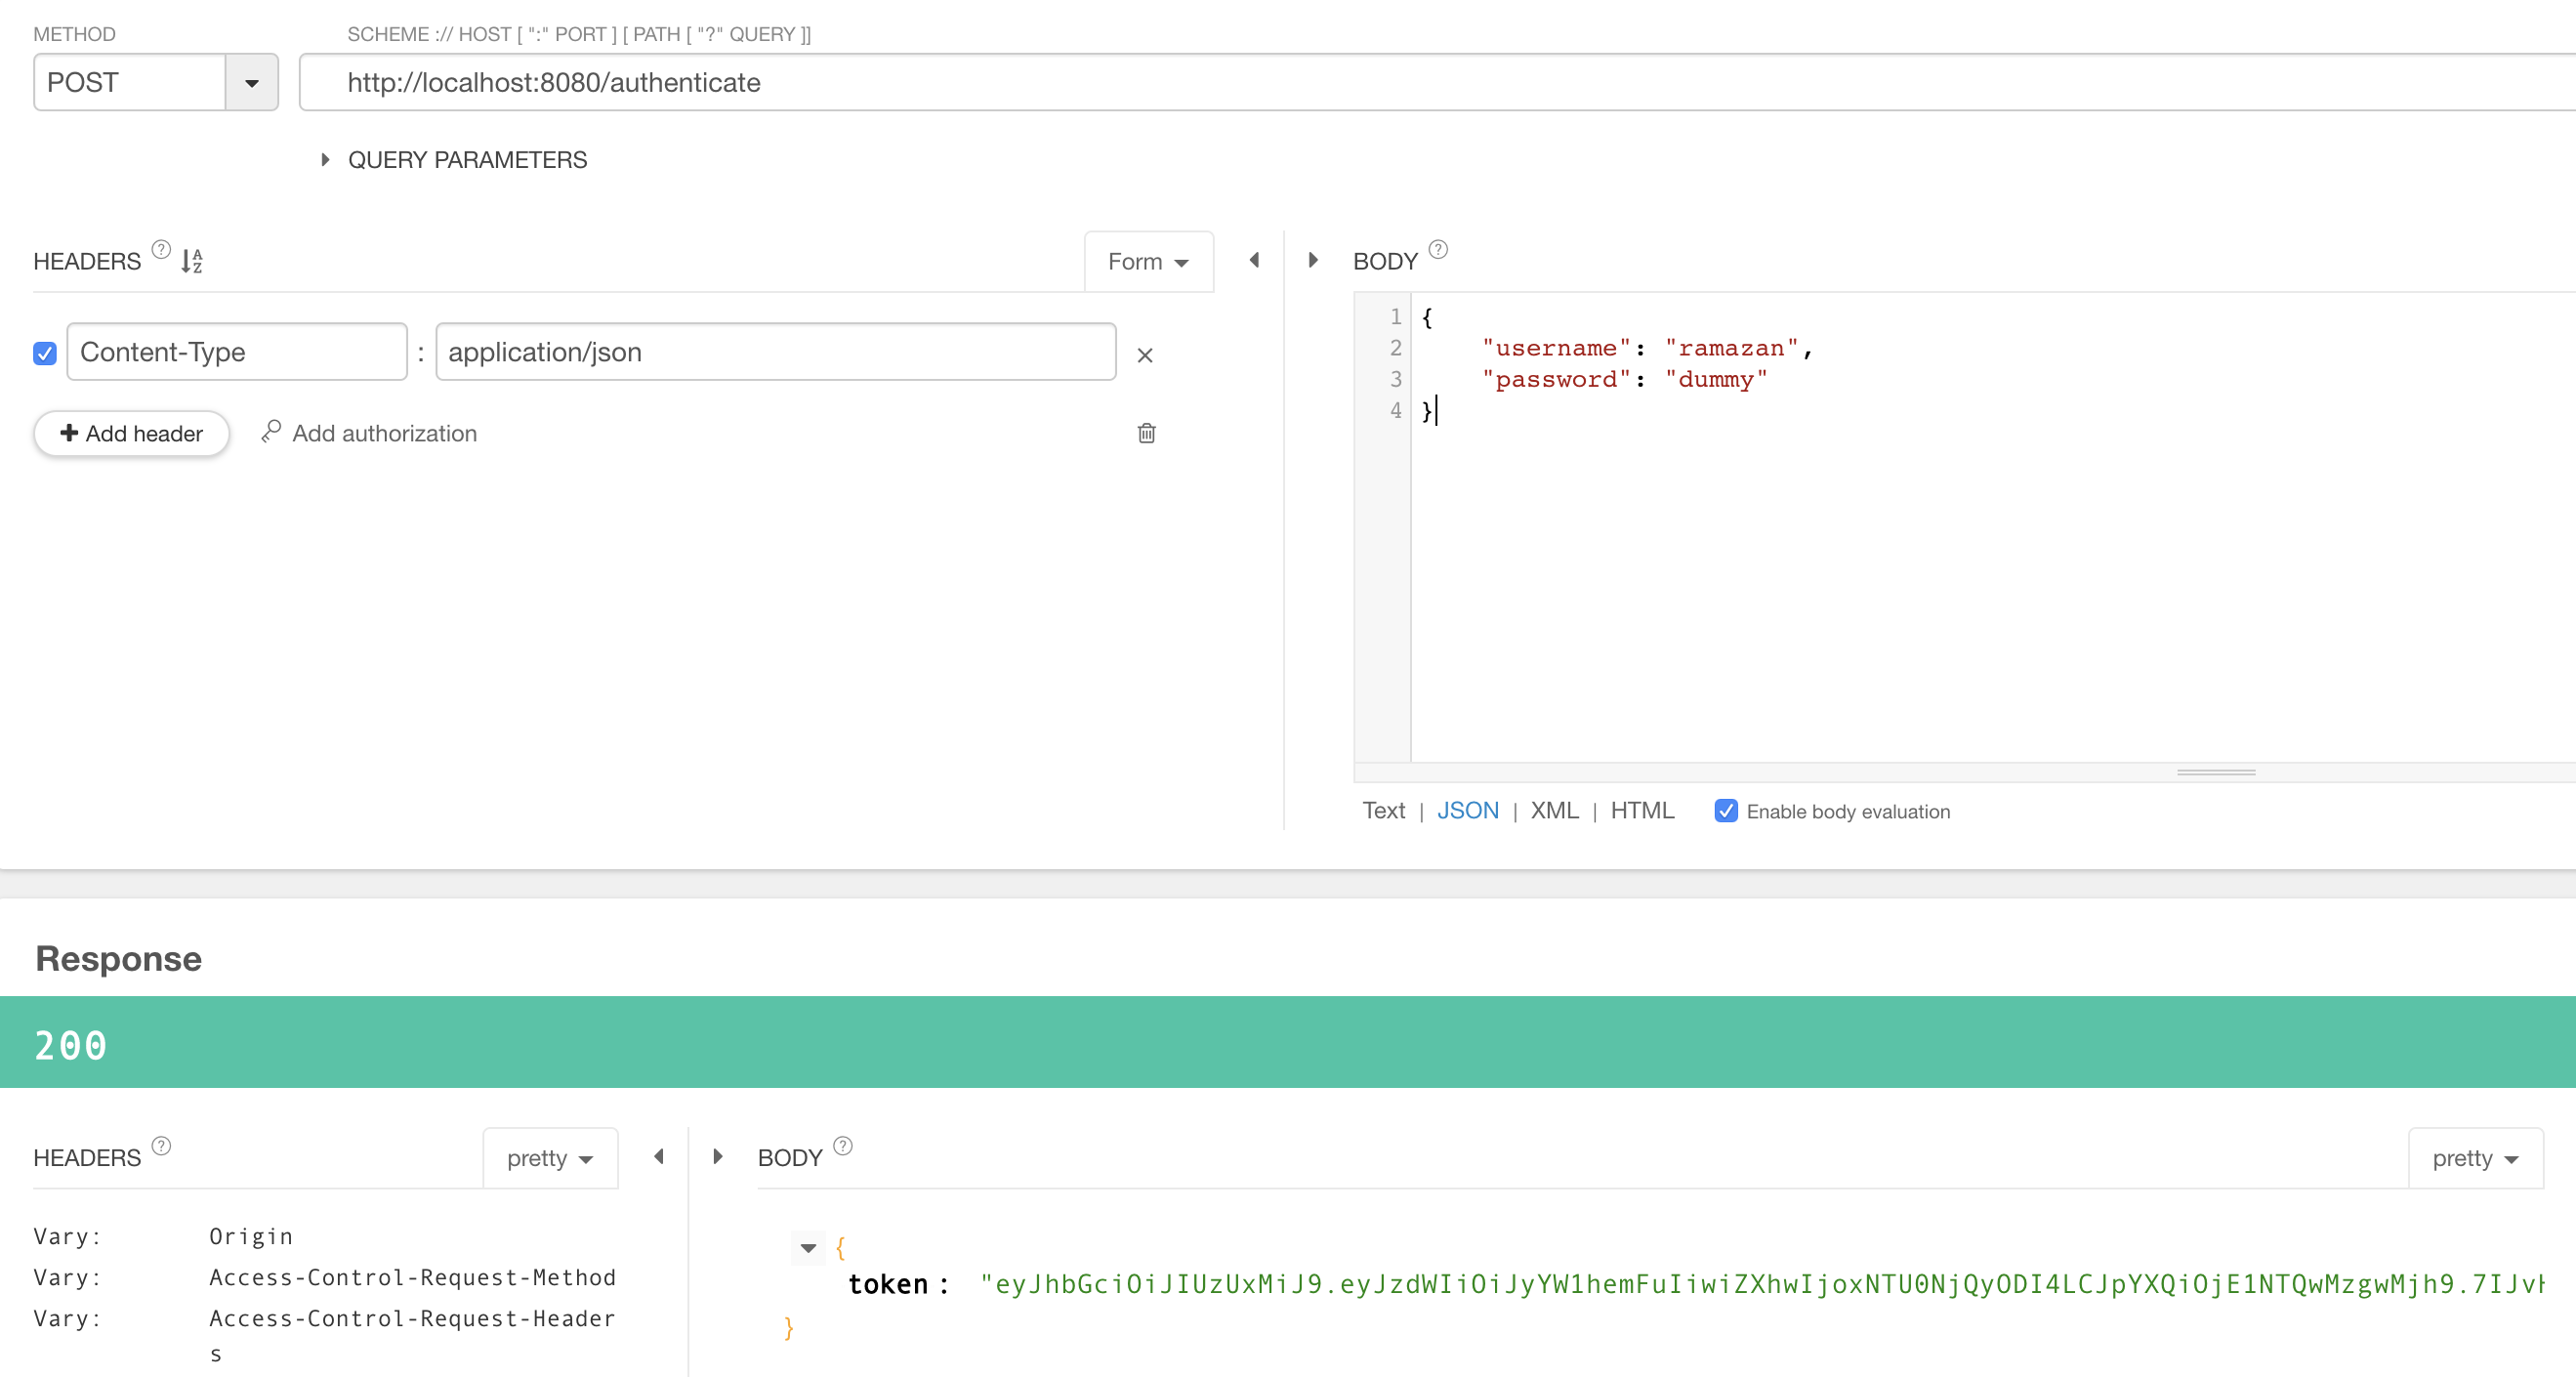 METHOD
SCHEME :// HOST [ ":" PORT ] [ PATH [ "?" QUERY ]]
POST
http://localhost:8080/authenticate
QUERY PARAMETERS
HEADERS ? A Z
Form
Content-Type : application/json ×
Add header
Add authorization
BODY ?
1 {
2 "username": "ramazan",
3 "password": "dummy"
4 }
Text | JSON | XML | HTML
Enable body evaluation
Response
200
HEADERS ?
pretty
Vary: Origin
Vary: Access-Control-Request-Method
Vary: Access-Control-Request-Header
s
BODY ?
pretty
{
token : "eyJhbGciOiJIUzUxMiJ9.eyJzdWIiOiJyYW1hemFuIiwiZXhwIjoxNTU0NjQyODI4LCJpYXQiOjE1NTQwMzgwMjh9.7IJv
}